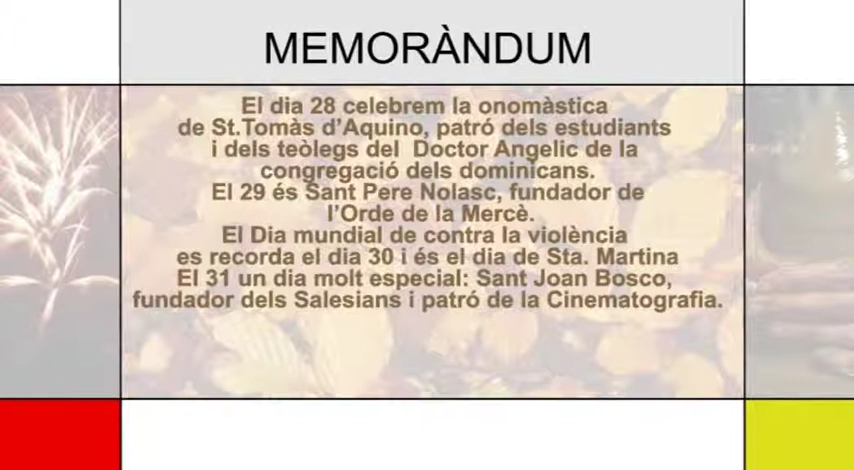 MEMORÀNDUM
El dia 28 celebrem la onomàstica
de St.Tomàs d'Aquino, patró dels estudiants
i dels teòlegs del Doctor Angelic de la
congregació dels dominicans.
El 29 és Sant Pere Nolasc, fundador de
l'Orde de la Mercè.
El Dia mundial de contra la violència
es recorda el dia 30 i és el dia de Sta. Martina
El 31 un dia molt especial: Sant Joan Bosco,
fundador dels Salesians i patró de la Cinematografia.